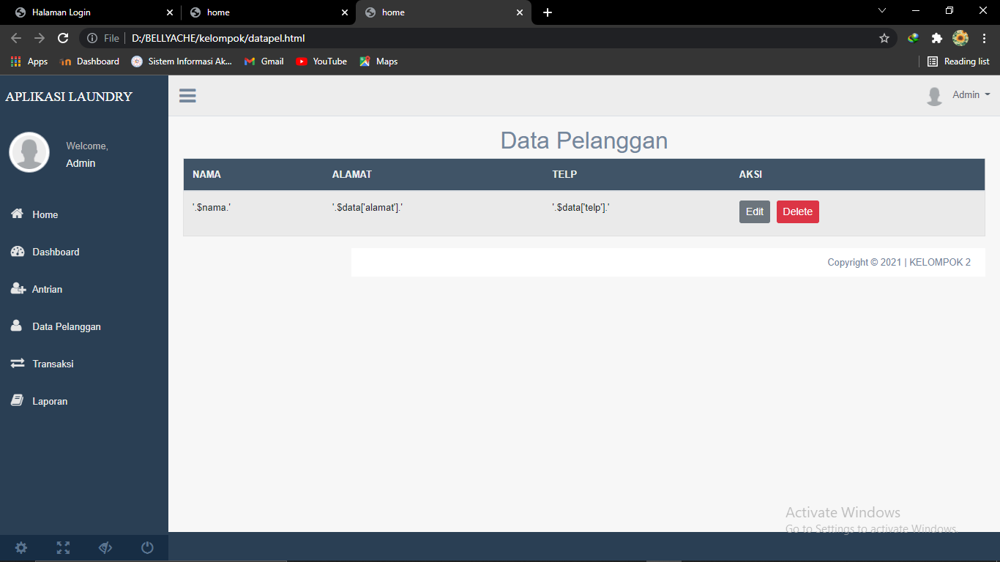 Halaman Login
home
home
File
D:/BELLYACHE/kelompok/datapel.html
Apps
Dashboard
Sistem Informasi Ak...
Gmail
YouTube
Maps
Reading list
APLIKASI LAUNDRY
Admin
Welcome,
Admin
Home
Dashboard
Antrian
Data Pelanggan
Transaksi
Laporan
Data Pelanggan
NAMA ALAMAT TELP AKSI
'.$nama.' '.$data['alamat'].' '.$data['telp'].' Edit Delete
Copyright © 2021 | KELOMPOK 2
Activate Windows
Go to Settings to activate Windows.